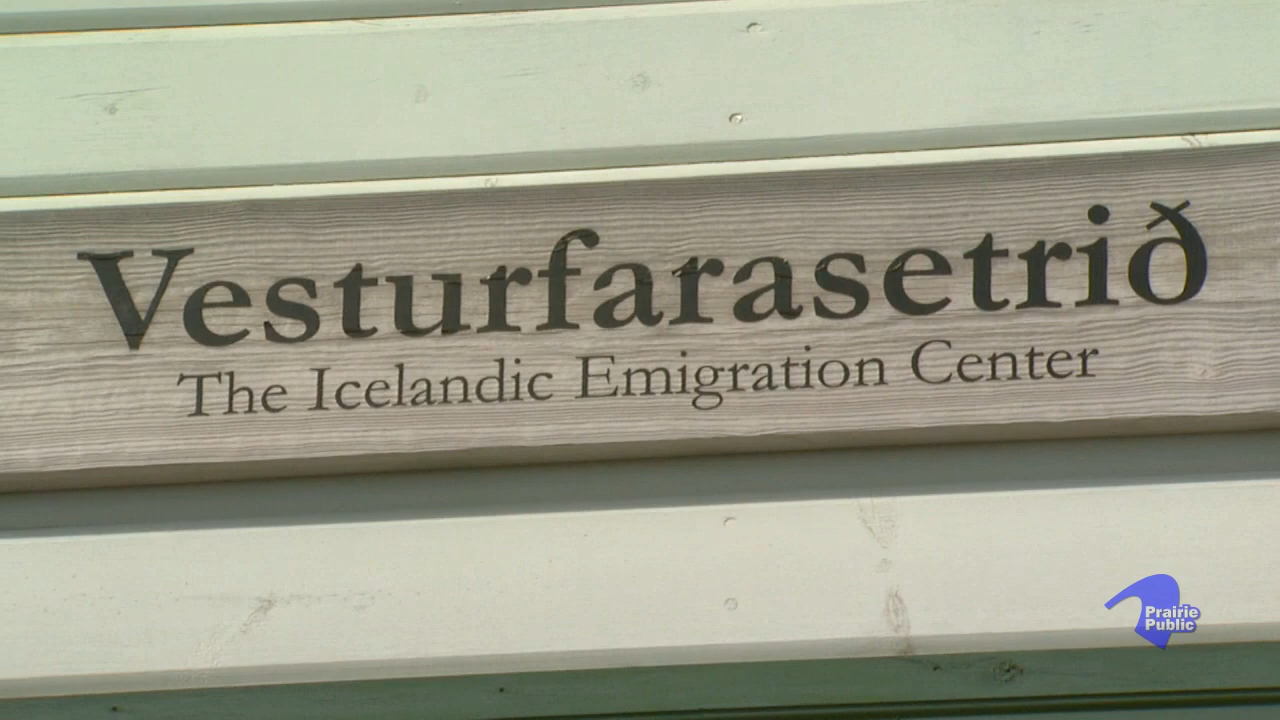 Vesturfarasetrið
The Icelandic Emigration Center
Prairie
Public